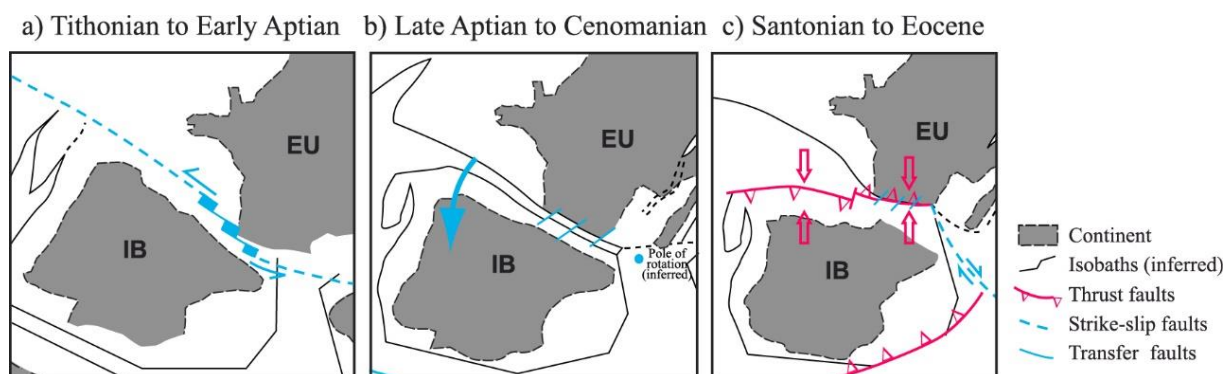 a) Tithonian to Early Aptian
b) Late Aptian to Cenomanian
c) Santonian to Eocene
EU
IB
EU
IB
Pole of
rotation
(inferred)
EU
IB
Continent
Isobaths (inferred)
Thrust faults
Strike-slip faults
Transfer faults